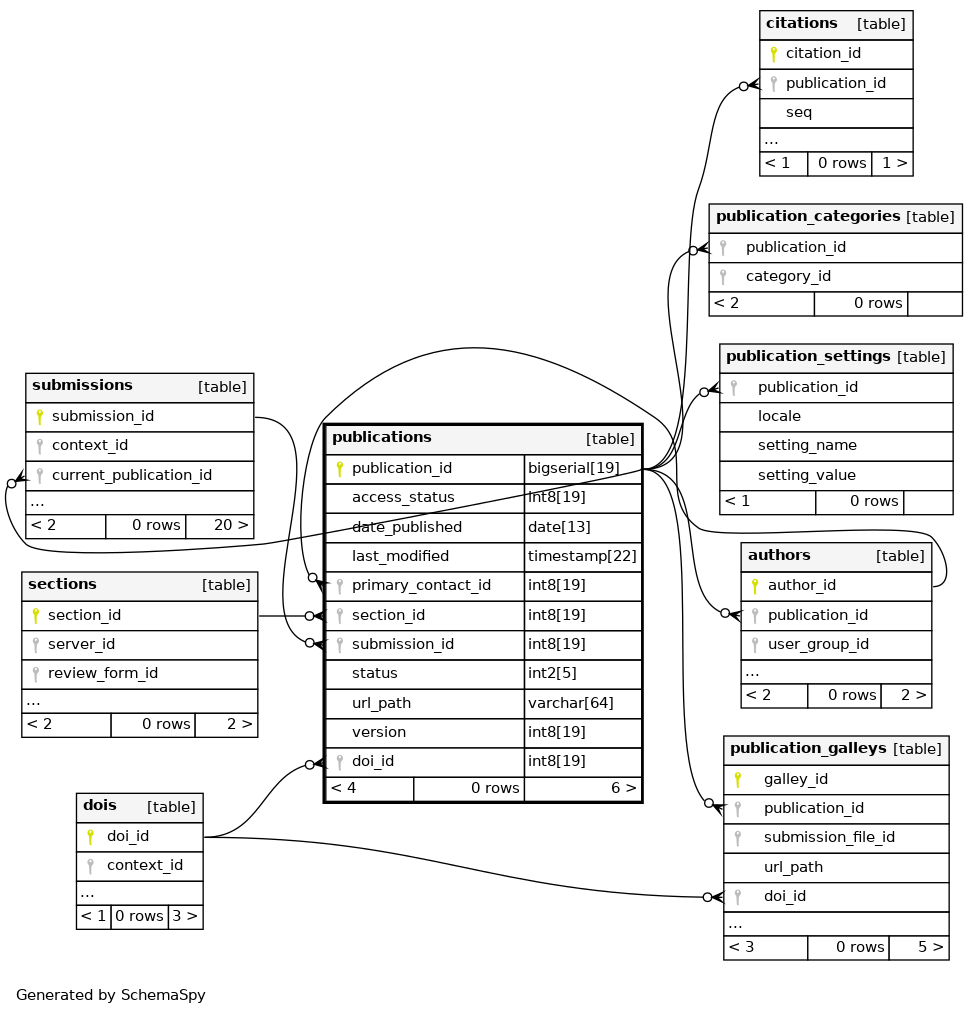 citations [table]
citation_id
publication_id
seq
...
< 1 0 rows 1 >
publication_categories [table]
publication_id
category_id
< 2 0 rows
publication_settings [table]
publication_id
locale
setting_name
setting_value
< 1 0 rows
submissions [table]
submission_id
context_id
current_publication_id
...
< 2 0 rows 20 >
publications [table]
publication_id bigserial[19]
access_status int8[19]
date_published date[13]
last_modified timestamp[22]
primary_contact_id int8[19]
section_id int8[19]
submission_id int8[19]
status int2[5]
url_path varchar[64]
version int8[19]
doi_id int8[19]
< 4 0 rows 6 >
sections [table]
section_id
server_id
review_form_id
...
< 2 0 rows 2 >
authors [table]
author_id
publication_id
user_group_id
...
< 2 0 rows 2 >
publication_galleys [table]
galley_id
publication_id
submission_file_id
url_path
doi_id
...
< 3 0 rows 5 >
dois [table]
doi_id
context_id
...
< 1 0 rows 3 >
Generated by SchemaSpy